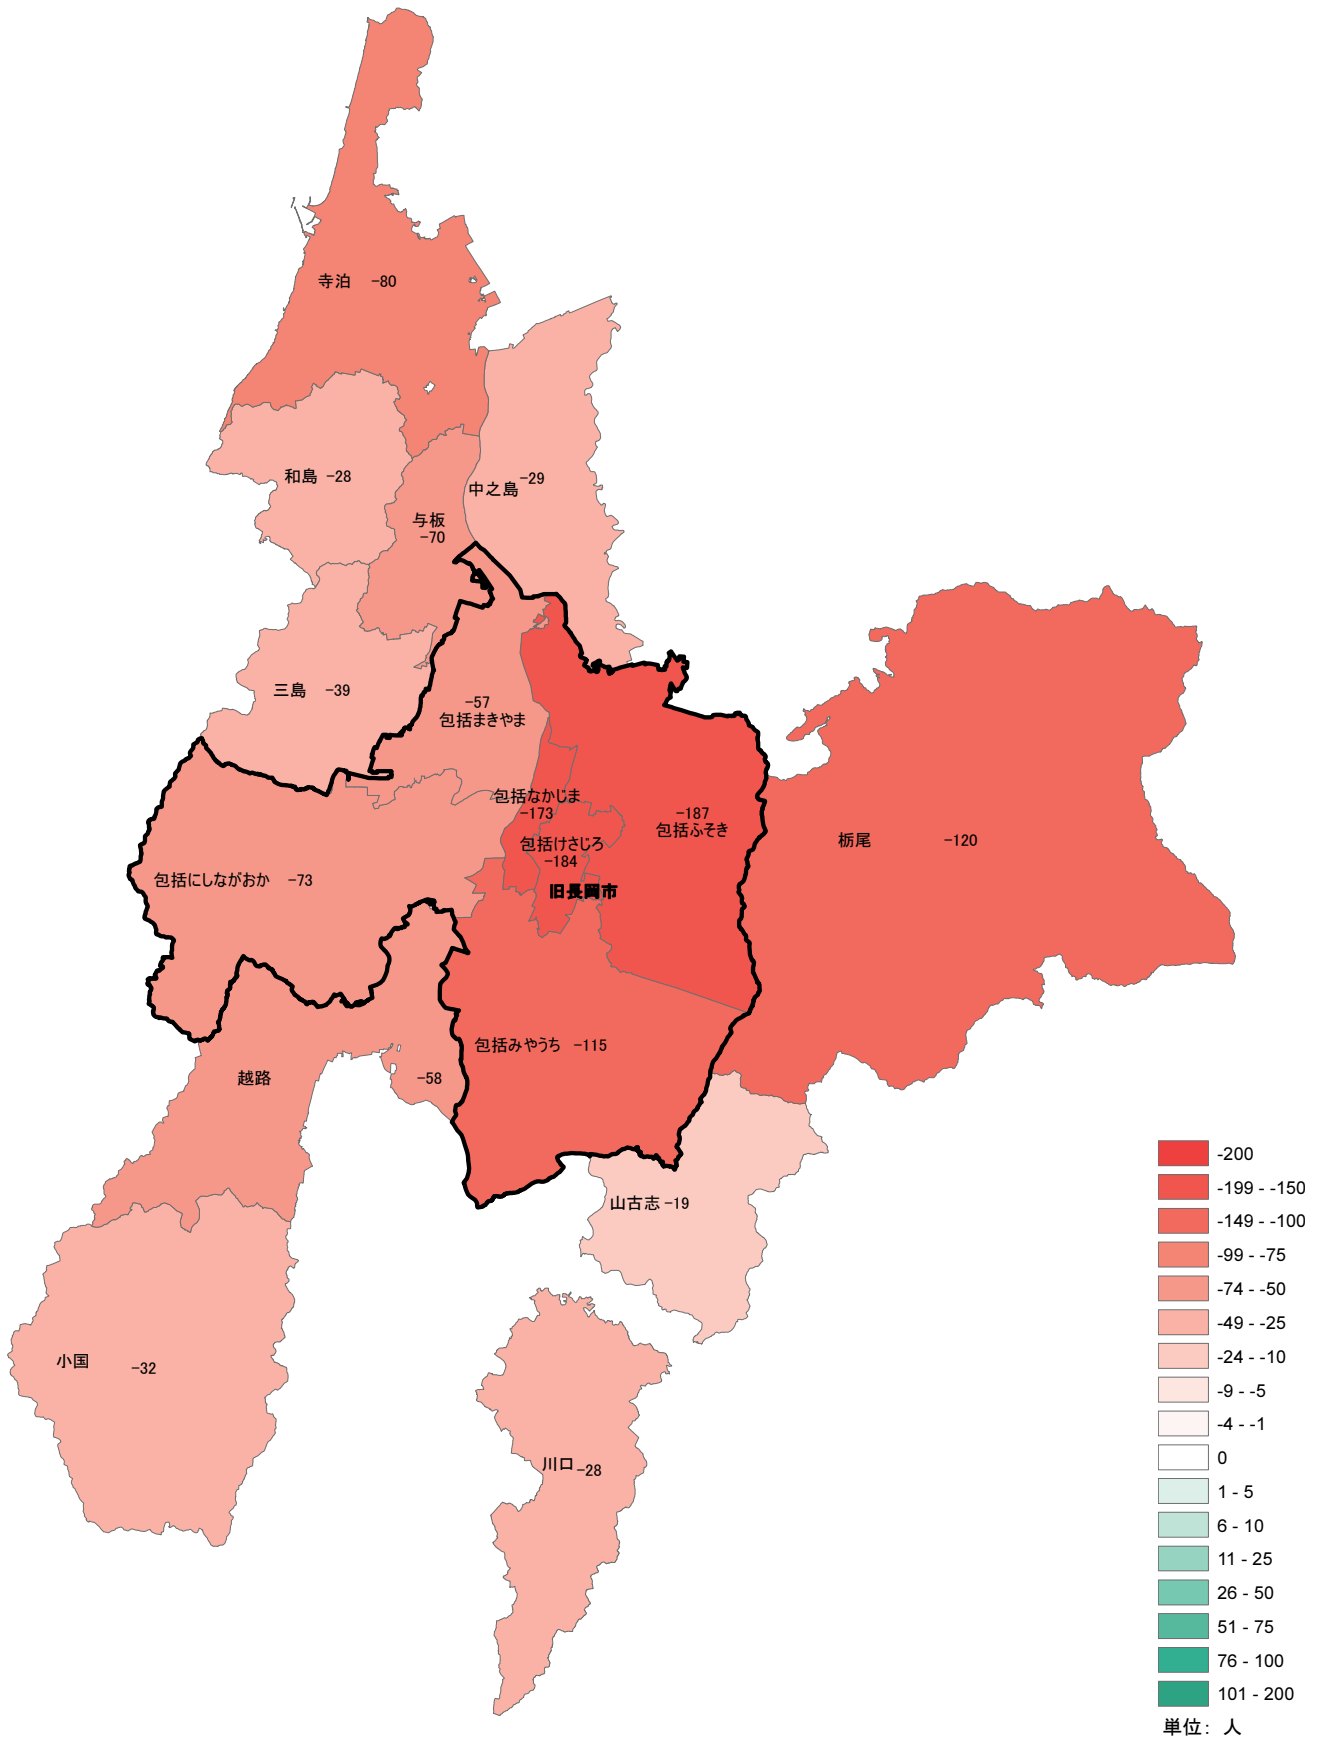 寺泊 -80
和島 -28
中之島 -29
与板
-70
三島 -39
-57
包括まきやま
包括なかじま
-173
-187
包括ふそき
包括けさじろ
-184
栃尾 -120
包括にしながおか -73
旧長岡市
包括みやうち -115
越路 -58
山古志 -19
小国 -32
川口 -28
-200
-199 - -150
-149 - -100
-99 - -75
-74 - -50
-49 - -25
-24 - -10
-9 - -5
-4 - -1
0
1 - 5
6 - 10
11 - 25
26 - 50
51 - 75
76 - 100
101 - 200
単位： 人